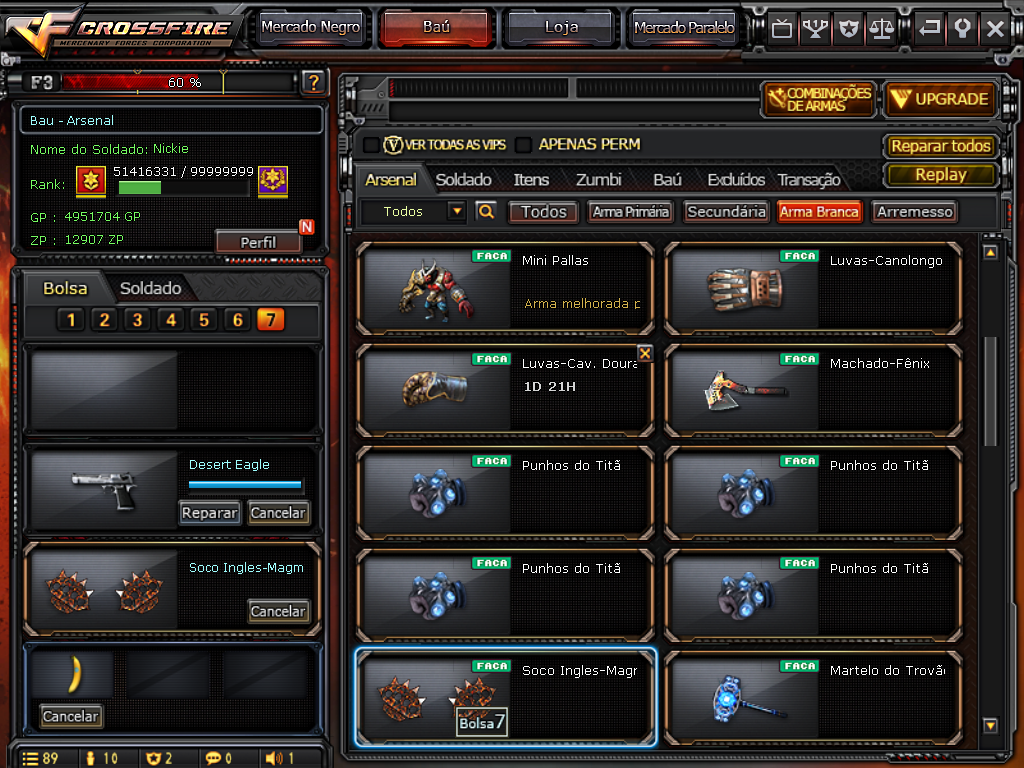 CROSSFIRE
MERCENARY FORCES CORPORATION
Mercado Negro
Baú
Loja
Mercado Paralelo
F3
60 %
?
Bau - Arsenal
Nome do Soldado: Nickie
Rank:
51416331 / 99999999
GP : 4951704 GP
ZP : 12907 ZP
Perfil
N
Bolsa
Soldado
1 2 3 4 5 6 7
Desert Eagle
Reparar
Cancelar
Soco Ingles-Magm
Cancelar
Cancelar
89
10
2
0
1
COMBINAÇÕES
DE ARMAS
UPGRADE
V VER TODAS AS VIPS
APENAS PERM
Reparar todos
Replay
Arsenal
Soldado
Itens
Zumbi
Baú
Excluídos
Transação
Todos
Todos
Arma Primária
Secundária
Arma Branca
Arremesso
FACA
Mini Pallas
Arma melhorada p
FACA
Luvas-Canolongo
FACA
Luvas-Cav. Doura
1D 21H
FACA
Machado-Fênix
FACA
Punhos do Titã
FACA
Punhos do Titã
FACA
Punhos do Titã
FACA
Punhos do Titã
FACA
Soco Ingles-Magr
Bolsa 7
FACA
Martelo do Trovã